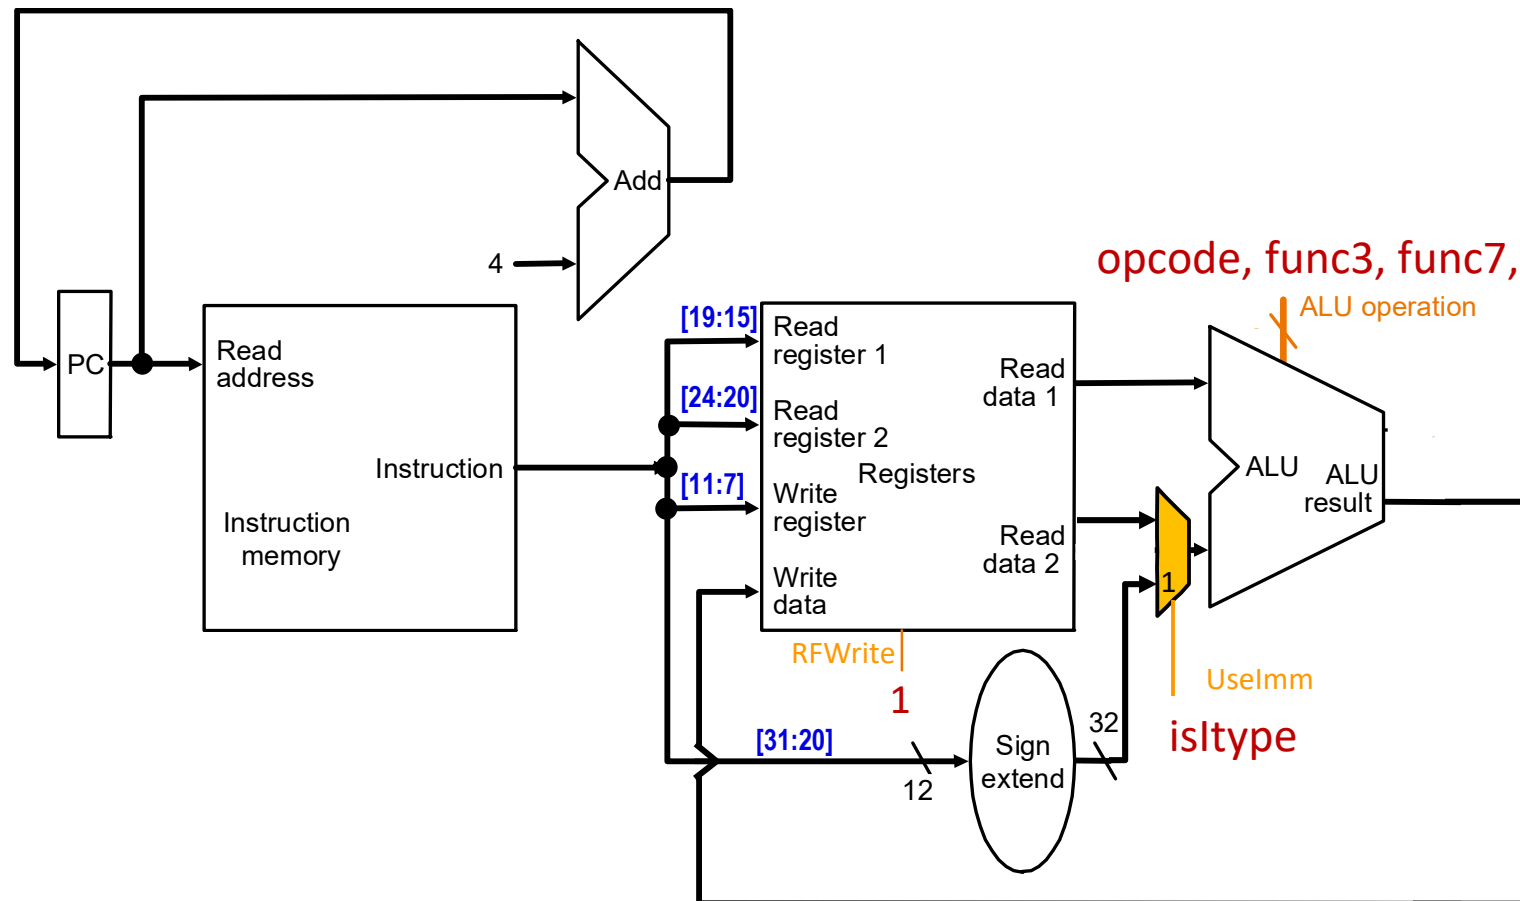 Add
4
opcode, func3, func7,
ALU operation
PC
Read
address
Instruction
Instruction
memory
[19:15]
Read
register 1
[24:20]
Read
register 2
Registers
[11:7]
Write
register
Write
data
Read
data 1
Read
data 2
ALU
ALU
result
1
RFWrite
1
UseImm
isItype
[31:20]
12
Sign
extend
32